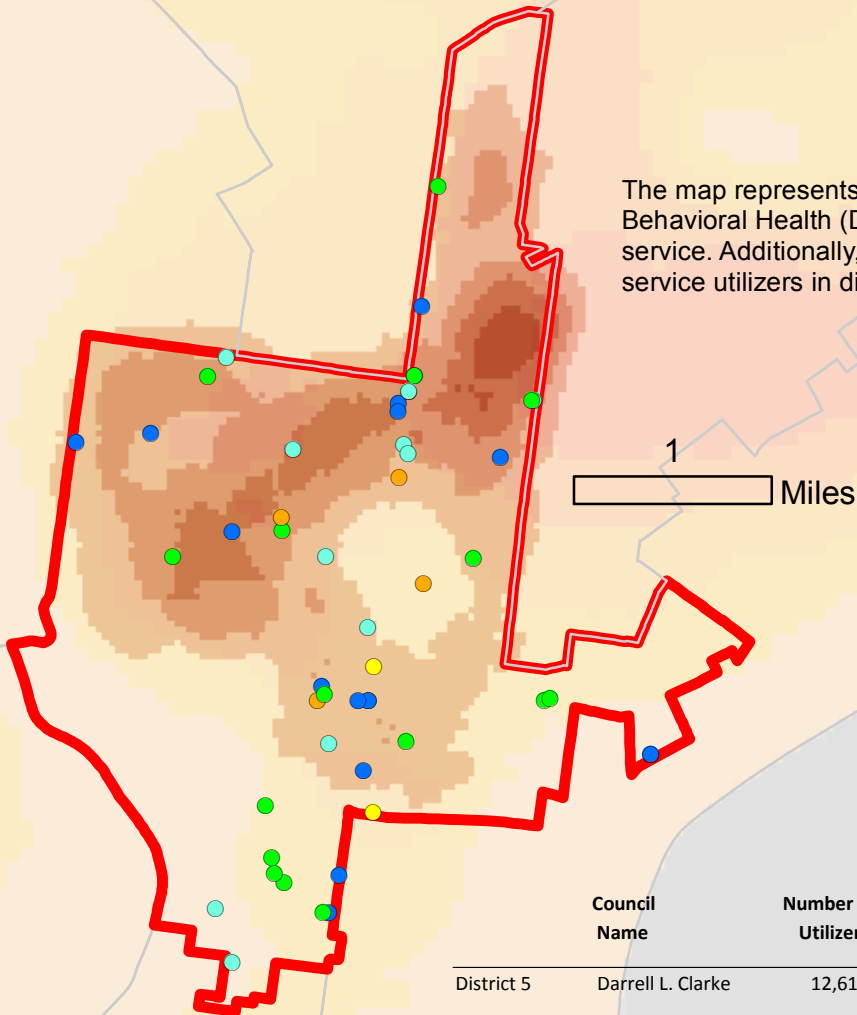 The map represents
Behavioral Health (D
service. Additionally,
service utilizers in di
1
Miles
Council Number
Name Utilizer
District 5 Darrell L. Clarke 12,61